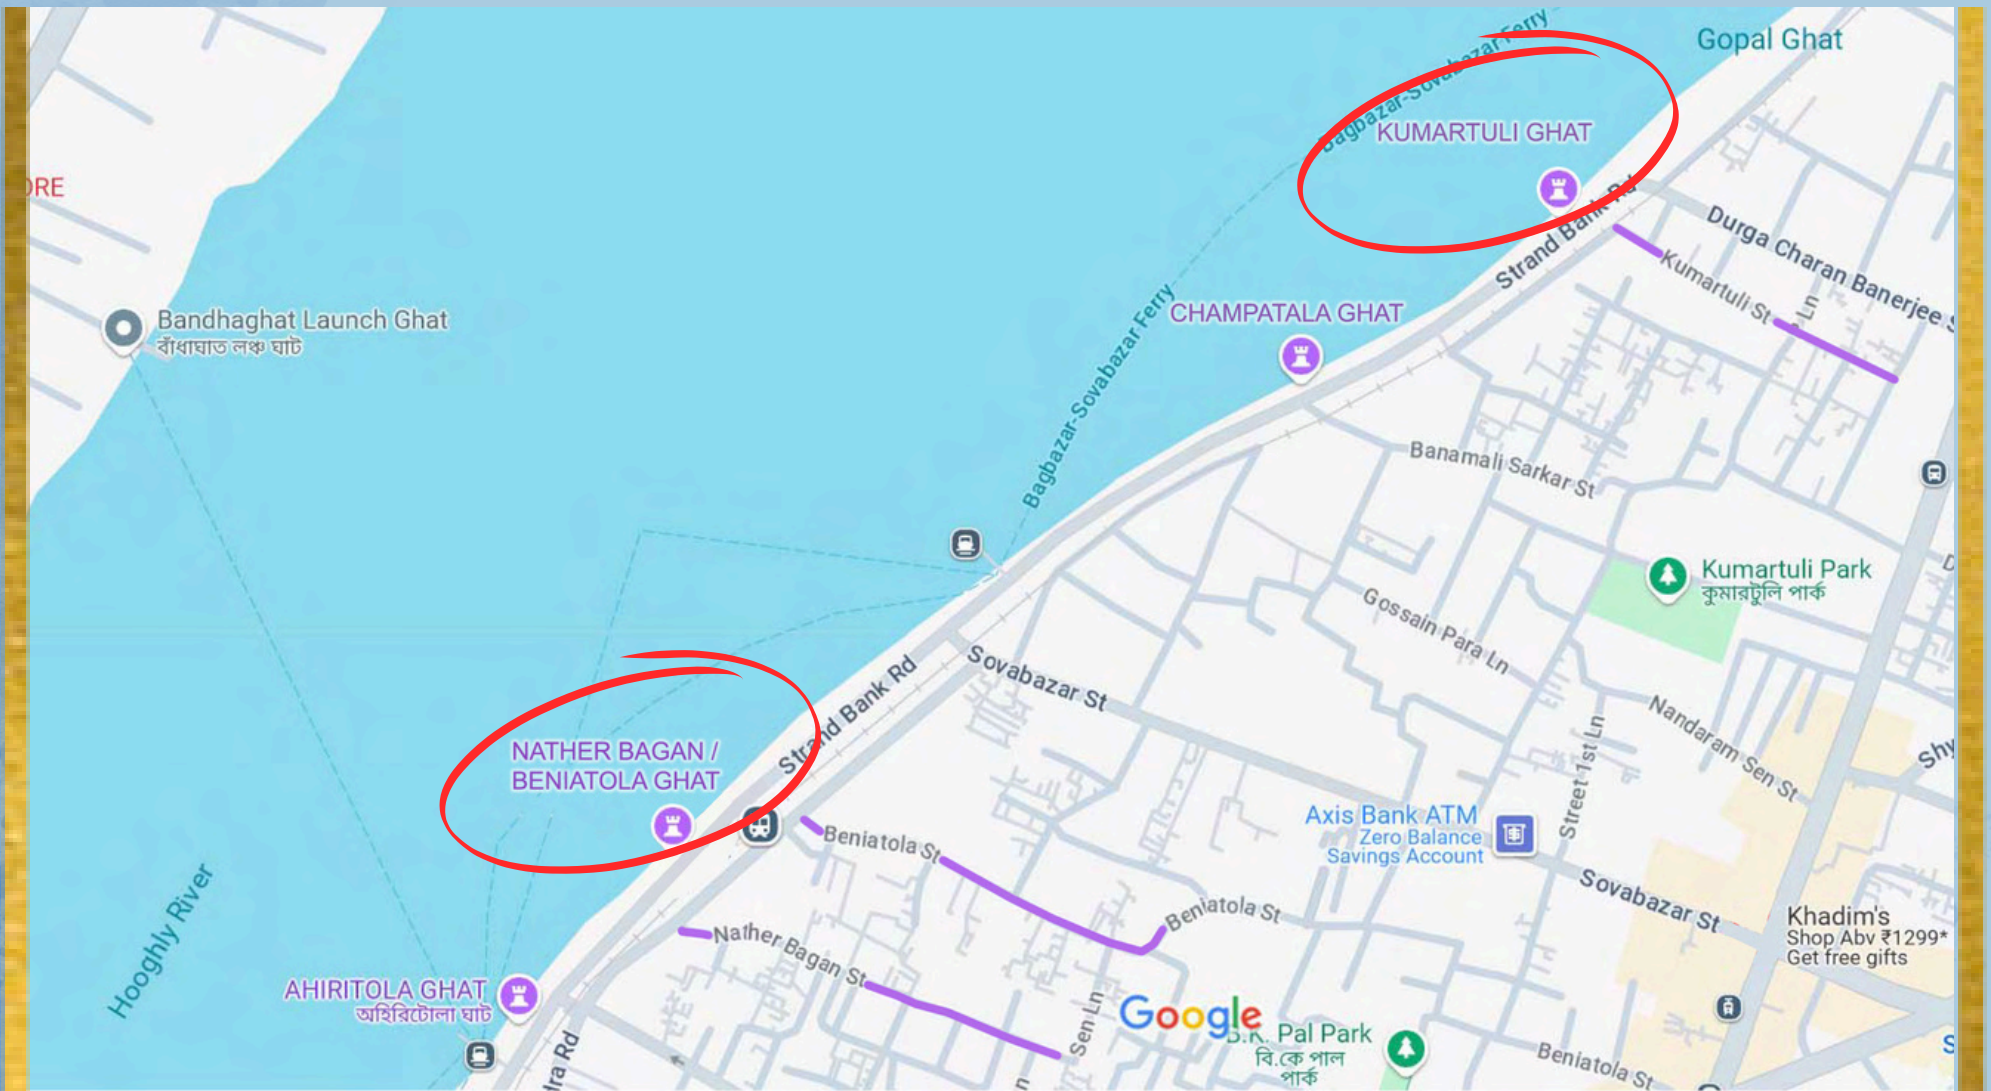 Bagbazar-Sovabazar Ferry
Gopal Ghat
KUMARTULI GHAT
ORE
Strand Bank Rd
Durga Charan Banerjee S
Kumartuli St
Ln
Bandhaghat Launch Ghat
বাঁধাঘাত লঞ্চ ঘাট
CHAMPATALA GHAT
Bagbazar-Sovabazar Ferry
Banamali Sarkar St
Kumartuli Park
কুমারটুলি পার্ক
D
Gossain Para Ln
Sovabazar St
Strand Bank Rd
Nandaram Sen St
Shy
Street 1st Ln
NATHER BAGAN /
BENIATOLA GHAT
Axis Bank ATM
Zero Balance
Savings Account
Beniatola St
Sovabazar St
Beniatola St
Khadim's
Shop Abv ₹1299*
Get free gifts
Nather Bagan St
Hooghly River
AHIRITOLA GHAT
অহিরিটোলা ঘাট
Google
Sen Ln
B.K. Pal Park
বি.কে পাল
পার্ক
Beniatola St
S
dra Rd
n